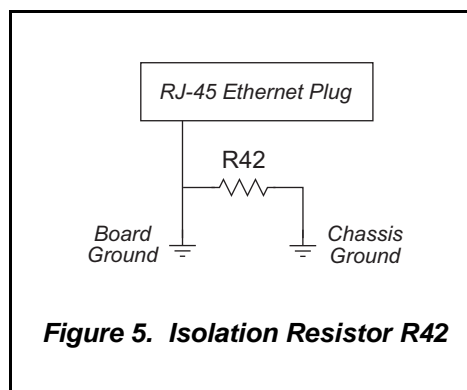 RJ-45 Ethernet Plug
R42
Board
Ground
Chassis
Ground
Figure 5.  Isolation Resistor R42